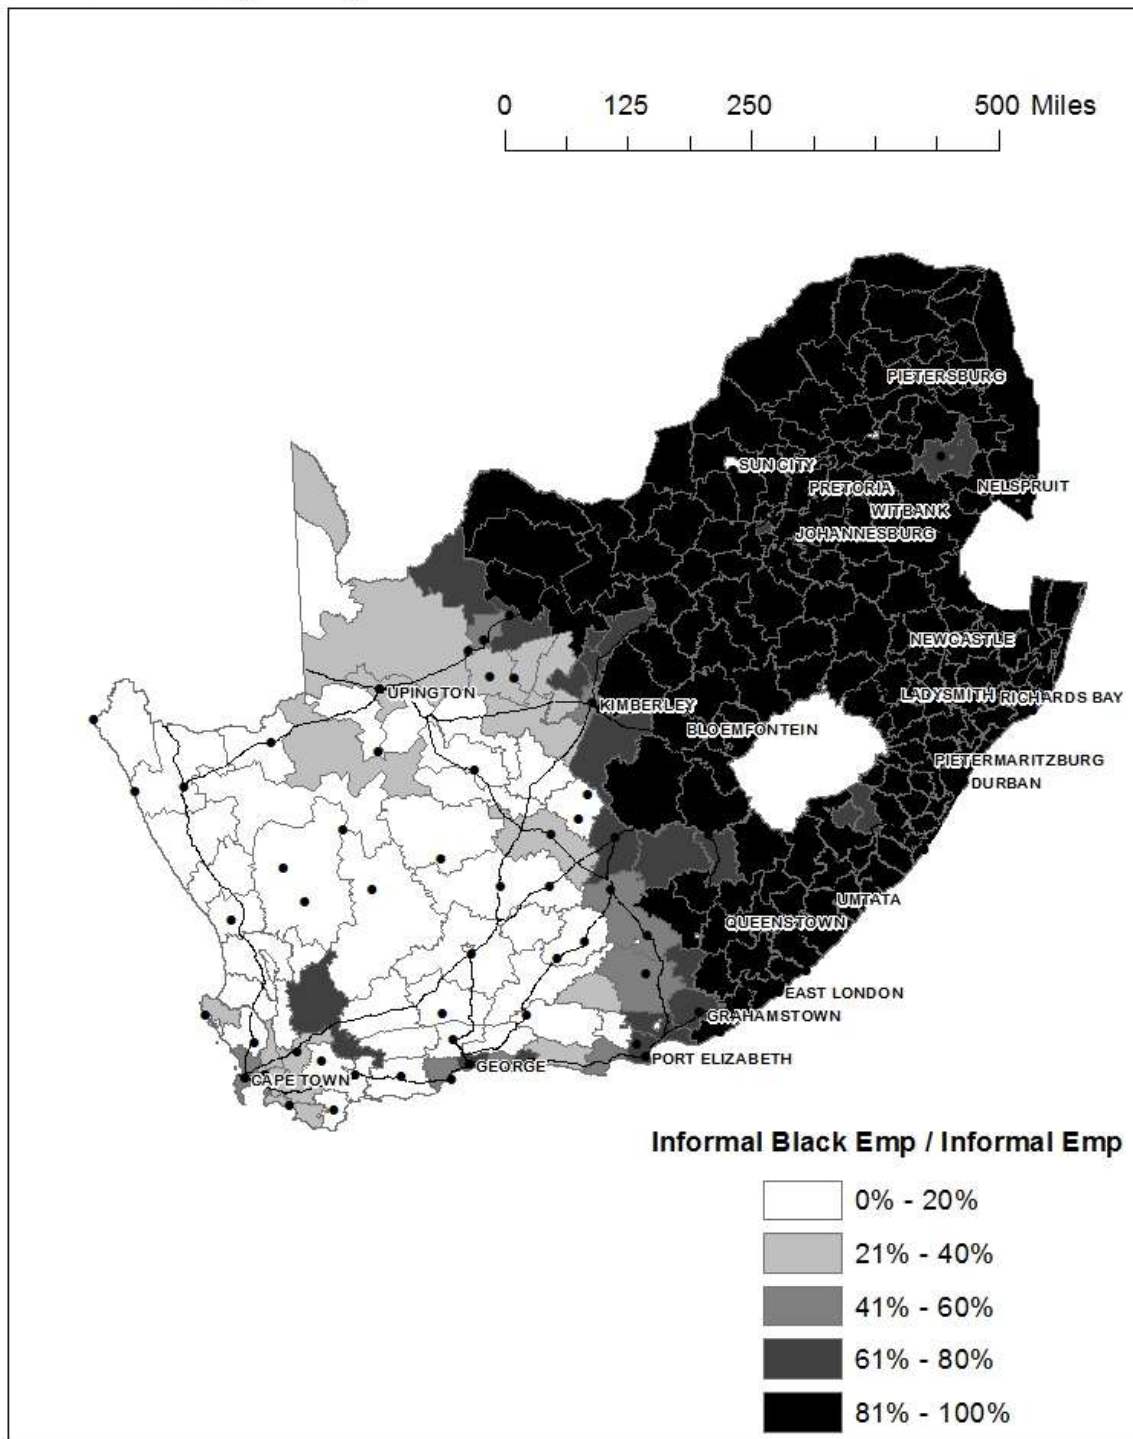 0 125 250 500 Miles
PIETERSBURG
SUN CITY
PRETORIA
NELSPRUIT
WITBANK
JOHANNESBURG
NEWCASTLE
UPINGTON
LADYSMITH
RICHARDS BAY
KIMBERLEY
BLOEMFONTEIN
PIETERMARITZBURG
DURBAN
UMTATA
QUEENSTOWN
EAST LONDON
GRAHAMSTOWN
PORT ELIZABETH
GEORGE
CAPE TOWN
Informal Black Emp / Informal Emp
0% - 20%
21% - 40%
41% - 60%
61% - 80%
81% - 100%